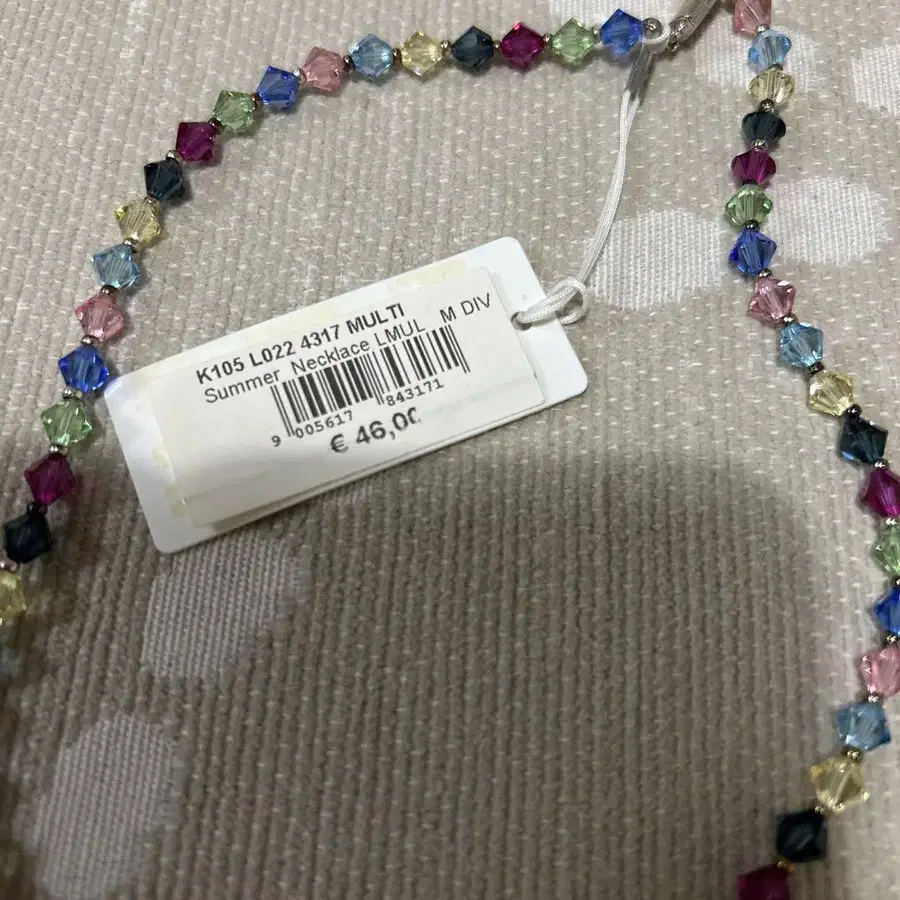 K105 L022 4317 MULTI
Summer Necklace LMUL M DIV
9 005617 843171
€ 46,00